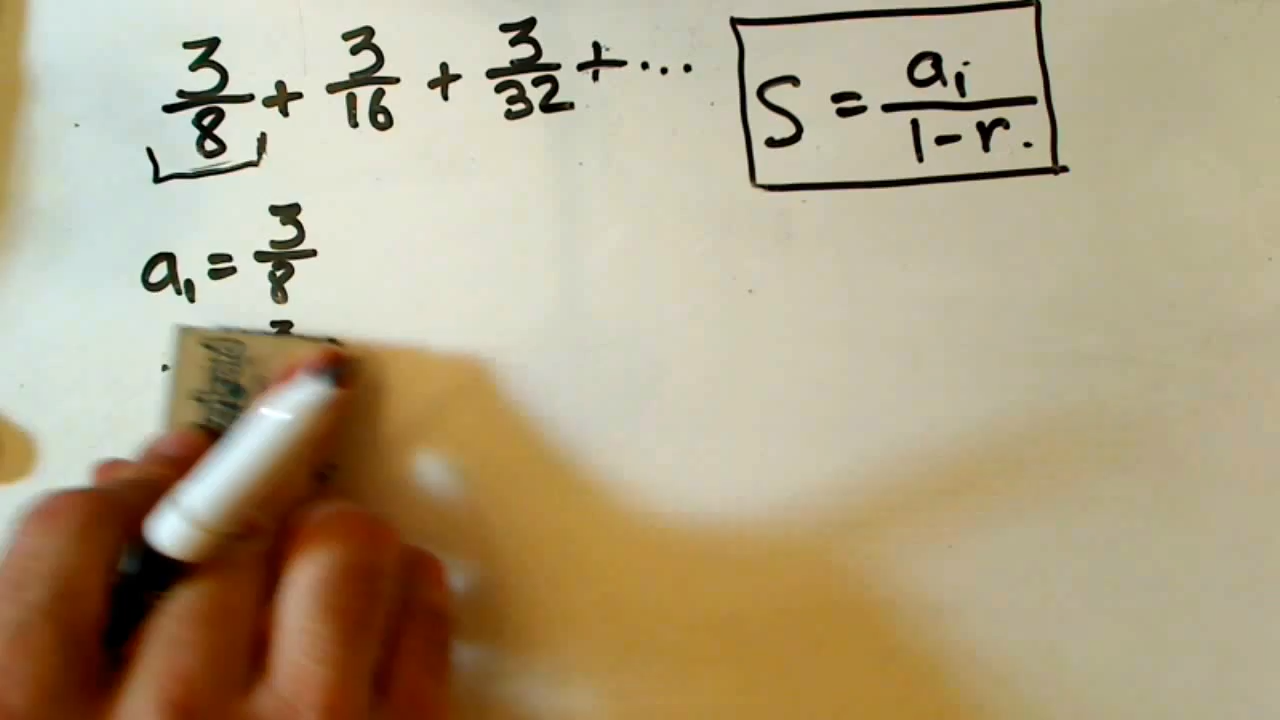 3/8 + 3/16 + 3/32 + ...
S = a₁/1-r.
a₁ = 3/8